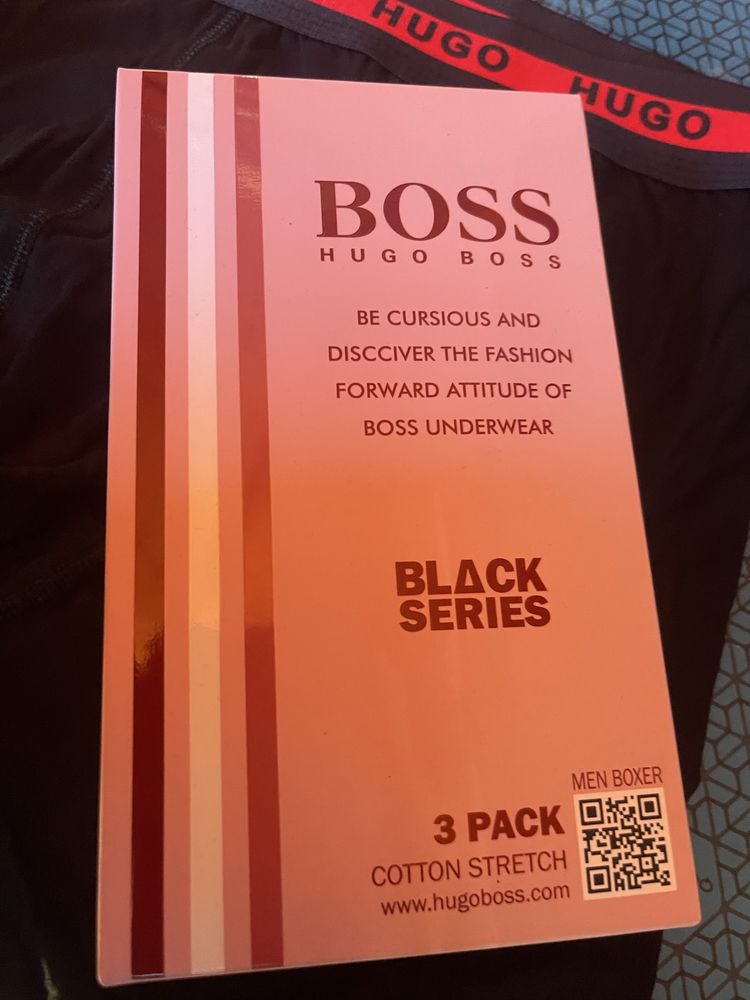 HUGO HUGO
BOSS
HUGO BOSS
BE CURSIOUS AND
DISCCIVER THE FASHION
FORWARD ATTITUDE OF
BOSS UNDERWEAR
BLACK
SERIES
MEN BOXER
3 PACK
COTTON STRETCH
www.hugoboss.com